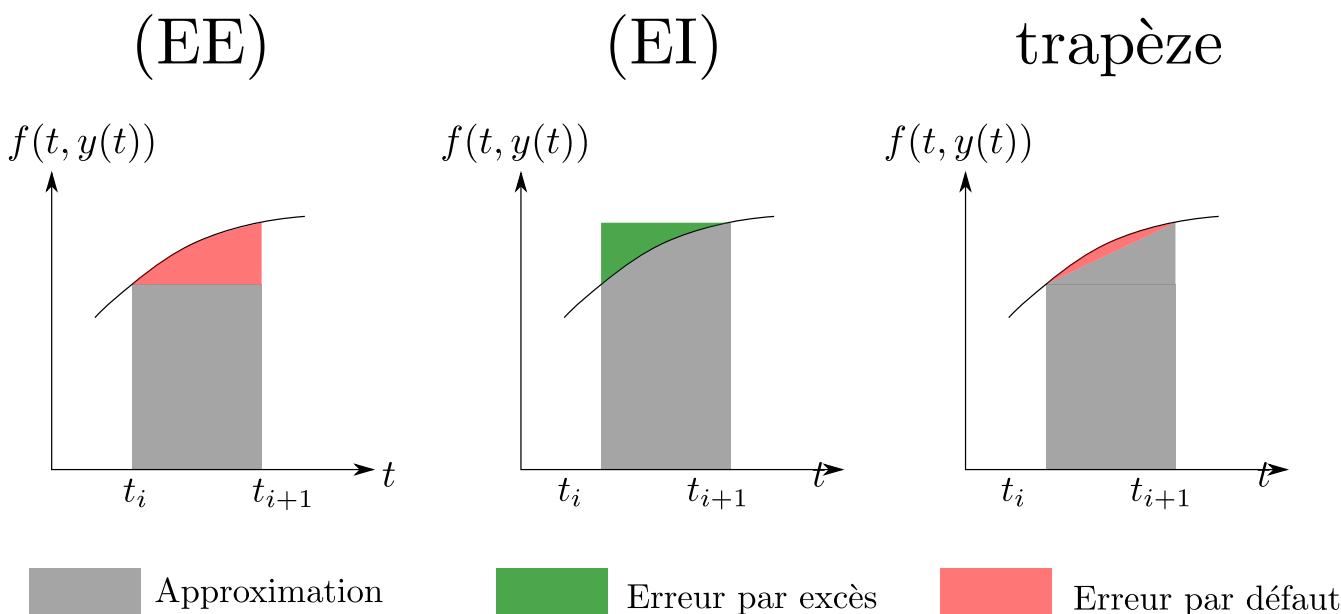 (EE)
(EI)
trapèze
f(t, y(t))
f(t, y(t))
f(t, y(t))
t
t
t
t_i
t_{i+1}
t_i
t_{i+1}
t_i
t_{i+1}
Approximation
Erreur par excès
Erreur par défaut